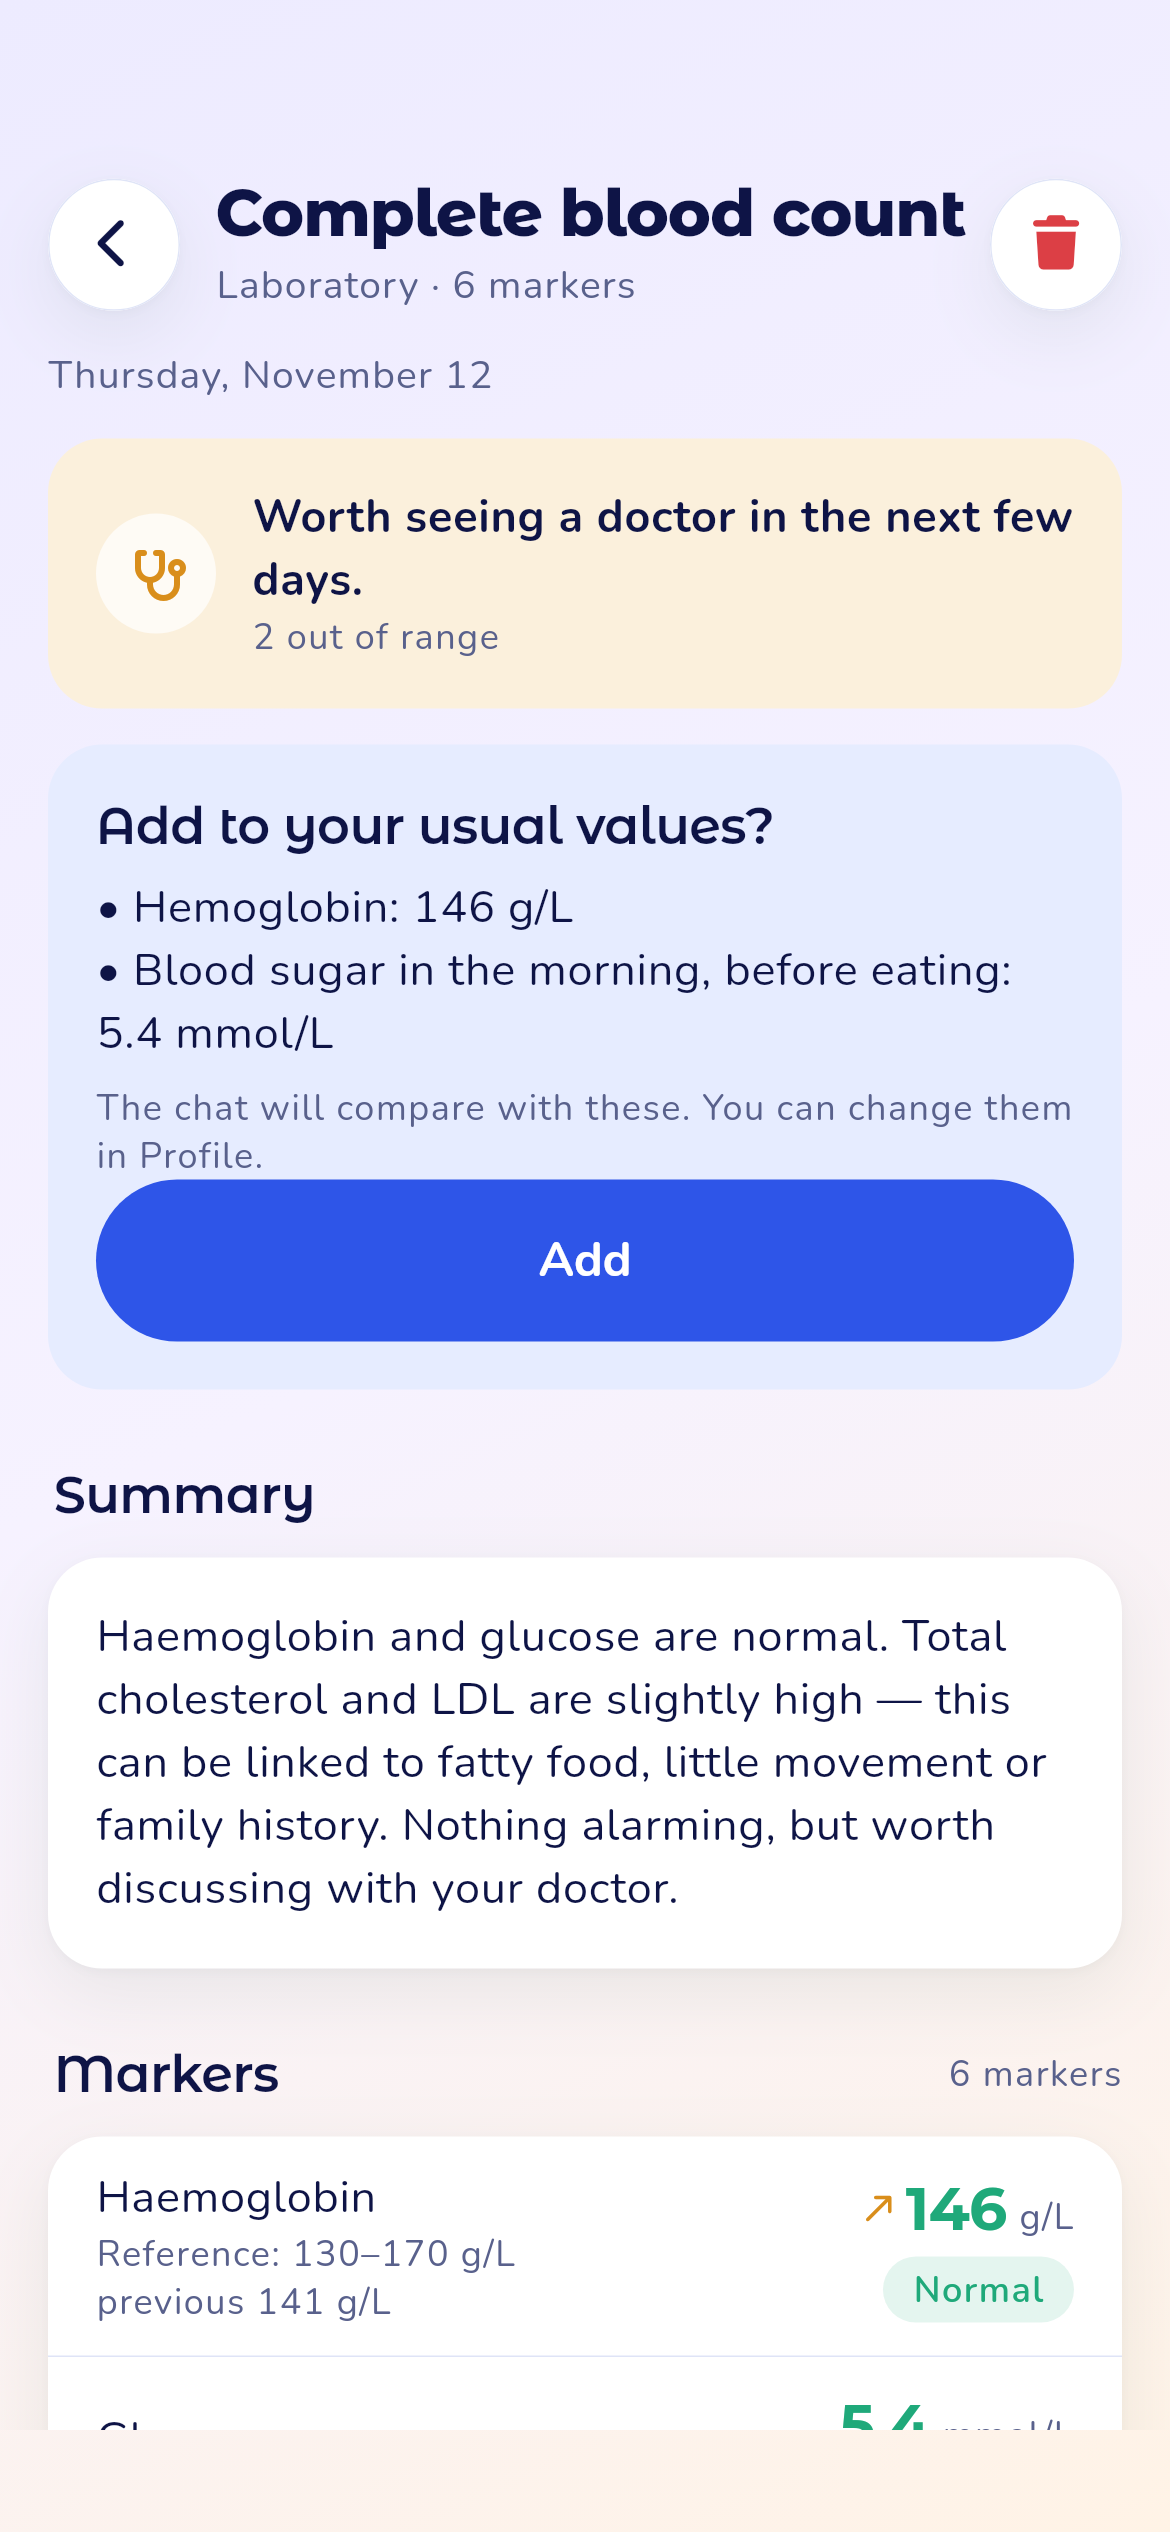 Complete blood count
Laboratory · 6 markers
Thursday, November 12
Worth seeing a doctor in the next few
days.
2 out of range
Add to your usual values?
• Hemoglobin: 146 g/L
• Blood sugar in the morning, before eating:
5.4 mmol/L
The chat will compare with these. You can change them
in Profile.
Add
Summary
Haemoglobin and glucose are normal. Total
cholesterol and LDL are slightly high — this
can be linked to fatty food, little movement or
family history. Nothing alarming, but worth
discussing with your doctor.
Markers
6 markers
Haemoglobin
146 g/L
Reference: 130–170 g/L
previous 141 g/L
Normal
5.4 mmol/L